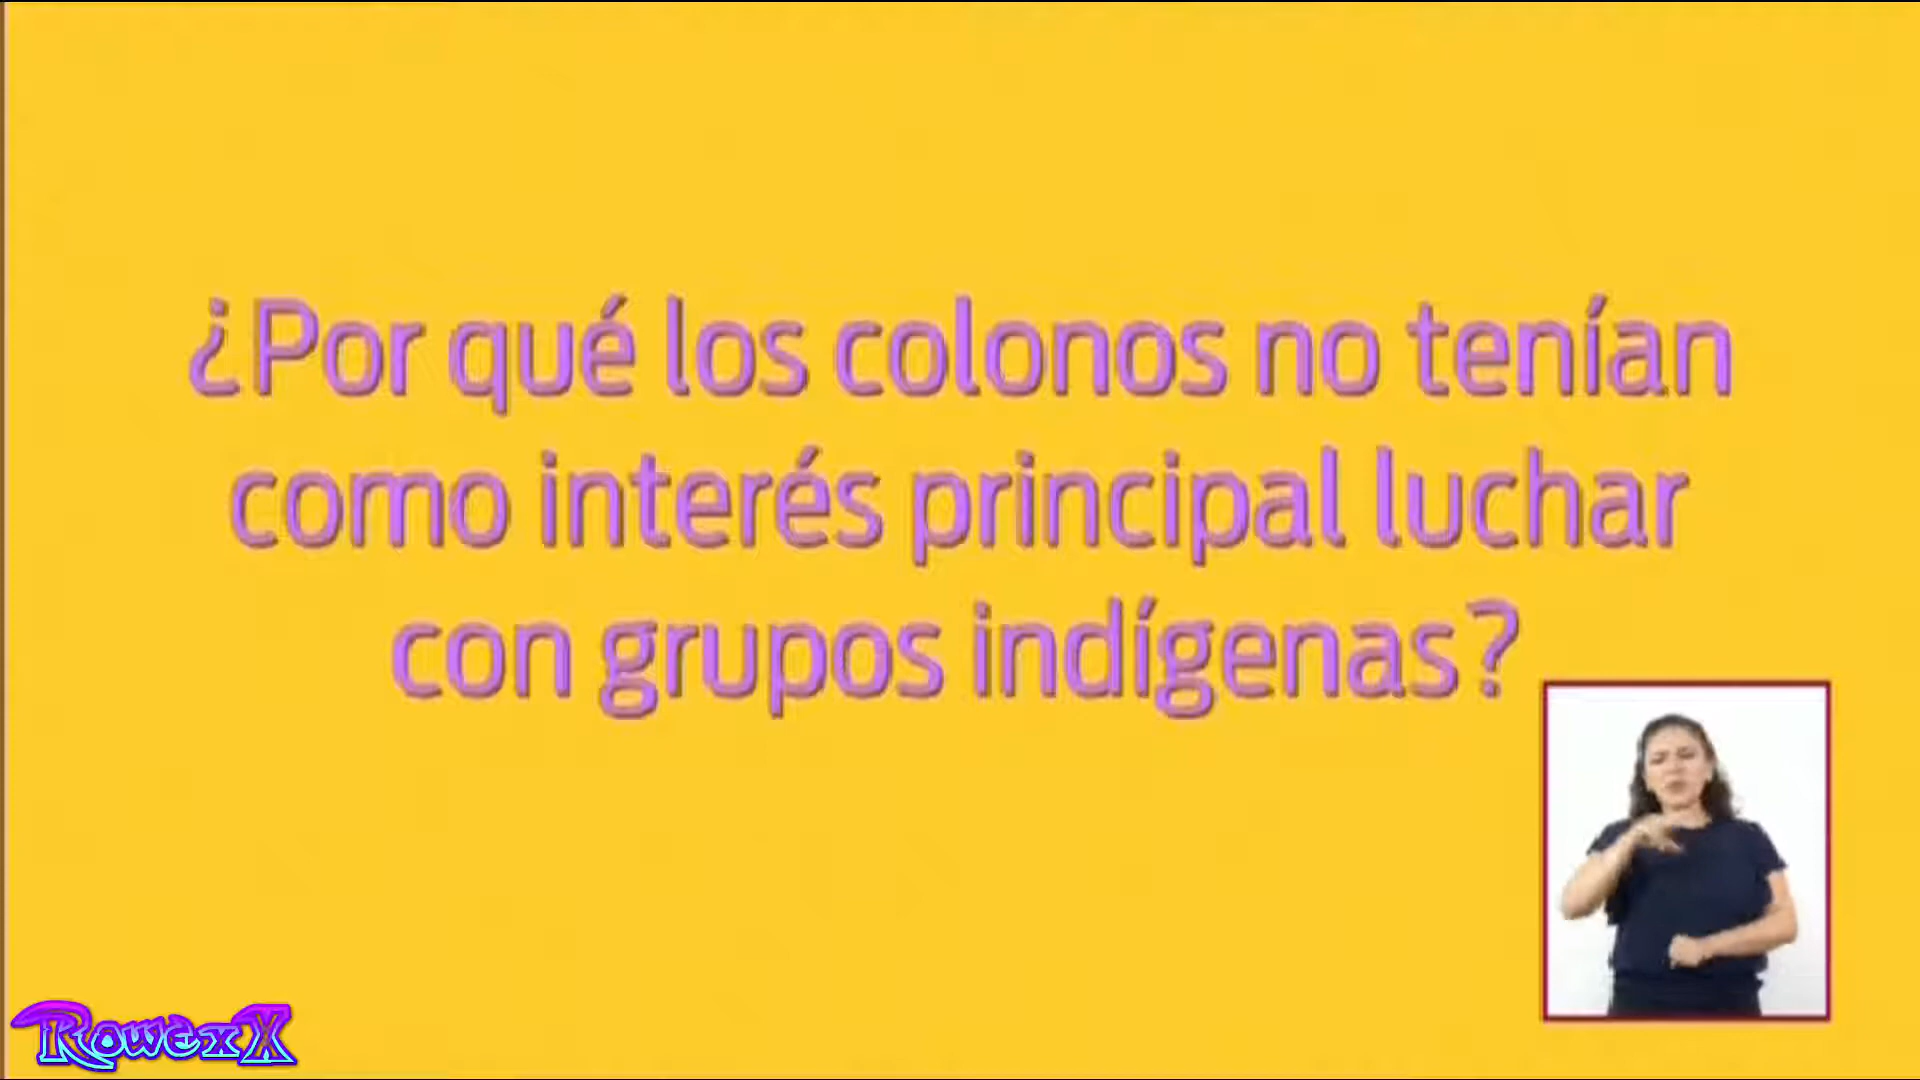 ¿Por qué los colonos no tenían
como interés principal luchar
con grupos indígenas?
RowexX